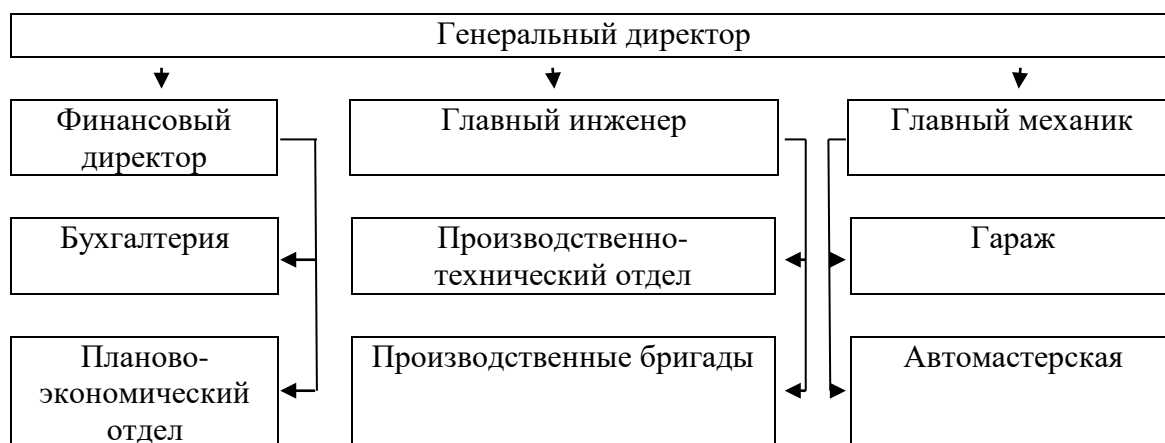 Генеральный директор
Финансовый
директор
Главный инженер
Главный механик
Бухгалтерия
Производственно-
технический отдел
Гараж
Планово-
экономический
отдел
Производственные бригады
Автомастерская